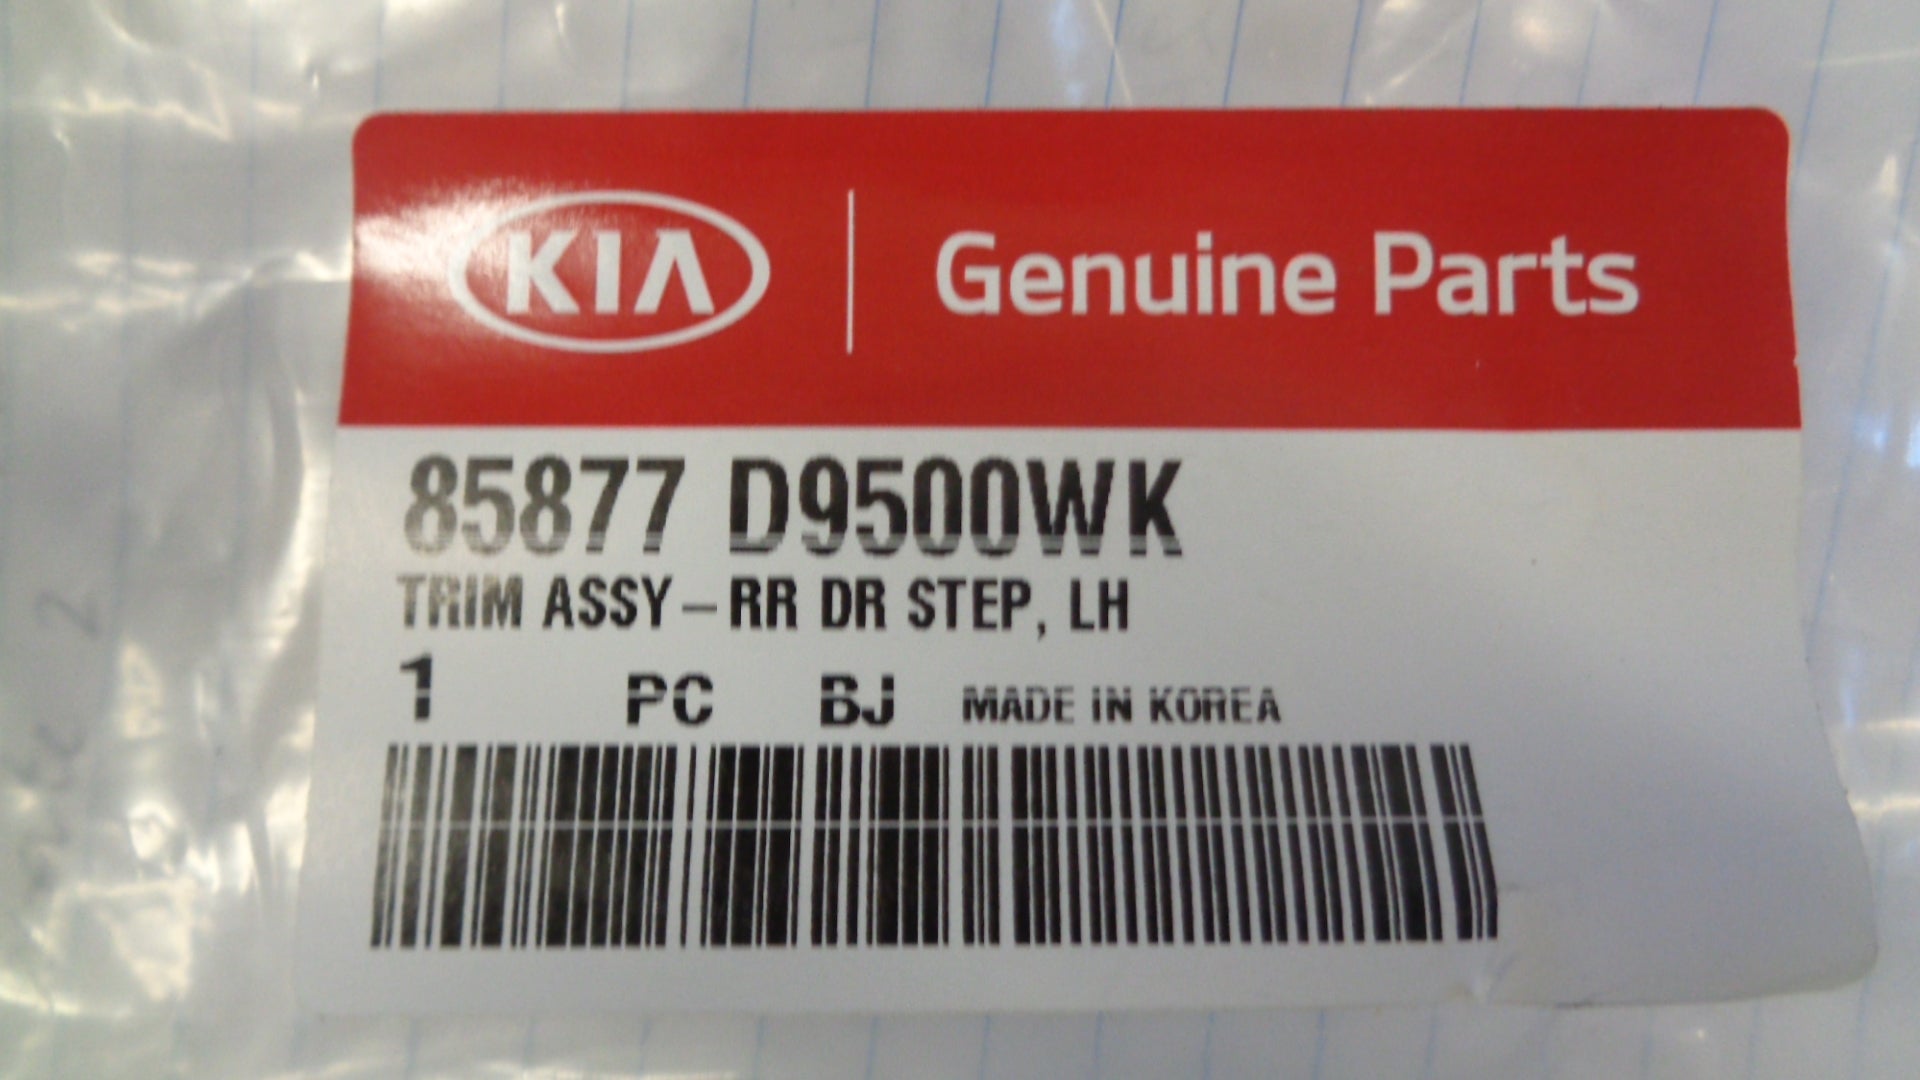 KIA Genuine Parts
85877 D9500WK
TRIM ASSY-RR DR STEP, LH
1 PC BJ MADE IN KOREA